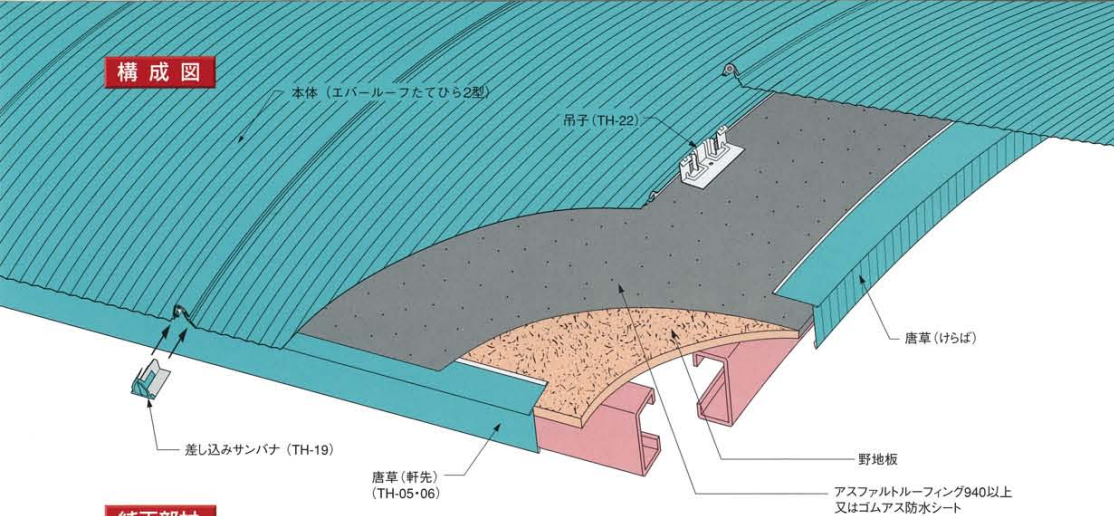 構成図
本体（エバールーフたてひら2型）
吊子（TH-22）
唐草（けらば）
差し込みサンバナ（TH-19）
唐草（軒先）
（TH-05・06）
野地板
アスファルトルーフィング940以上
又はゴムアス防水シート